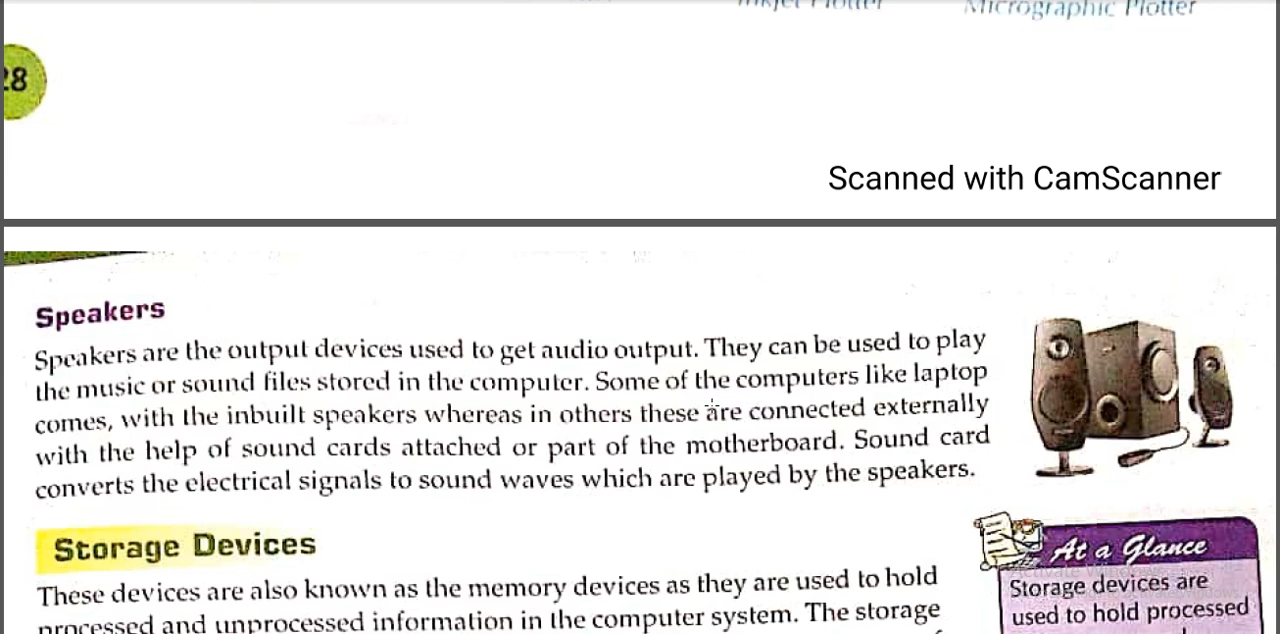 Inkjet Plotter
Micrographic Plotter
28
Scanned with CamScanner
Speakers
Speakers are the output devices used to get audio output. They can be used to play
the music or sound files stored in the computer. Some of the computers like laptop
comes, with the inbuilt speakers whereas in others these are connected externally
with the help of sound cards attached or part of the motherboard. Sound card
converts the electrical signals to sound waves which are played by the speakers.
Storage Devices
These devices are also known as the memory devices as they are used to hold
processed and unprocessed information in the computer system. The storage
At a Glance
Storage devices are
used to hold processed